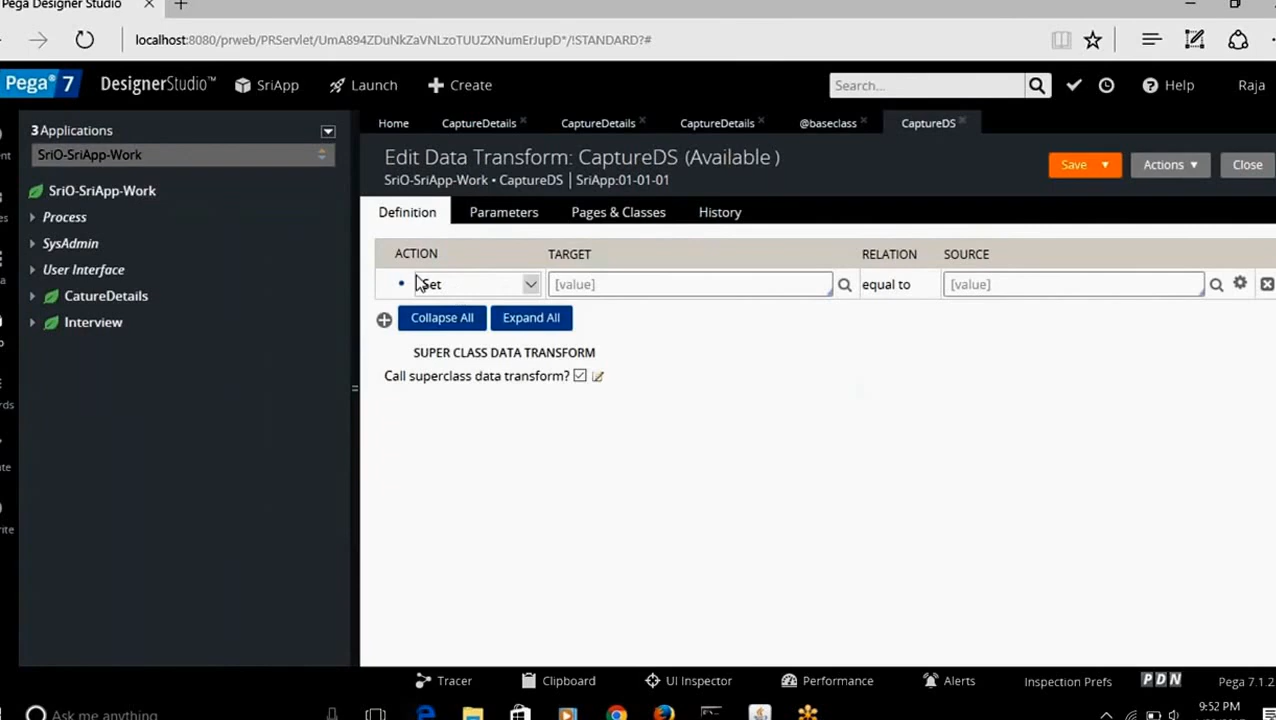 Pega Designer Studio
localhost:8080/prweb/PRServlet/UmA894ZDuNkZaVNLzoTUUZXNumErJupD*/!STANDARD?#
Pega 7 DesignerStudio™ SriApp Launch Create Search... Help Raja
3 Applications
SriO-SriApp-Work
SriO-SriApp-Work
Process
SysAdmin
User Interface
CatureDetails
Interview
Home CaptureDetails CaptureDetails CaptureDetails @baseclass CaptureDS
Edit Data Transform: CaptureDS (Available )
SriO-SriApp-Work • CaptureDS | SriApp:01-01-01
Save Actions Close
Definition Parameters Pages & Classes History
ACTION TARGET RELATION SOURCE
Set [value] equal to [value]
Collapse All Expand All
SUPER CLASS DATA TRANSFORM
Call superclass data transform?
Tracer Clipboard UI Inspector Performance Alerts Inspection Prefs PDN Pega 7.1.2
Ask me anything
9:52 PM